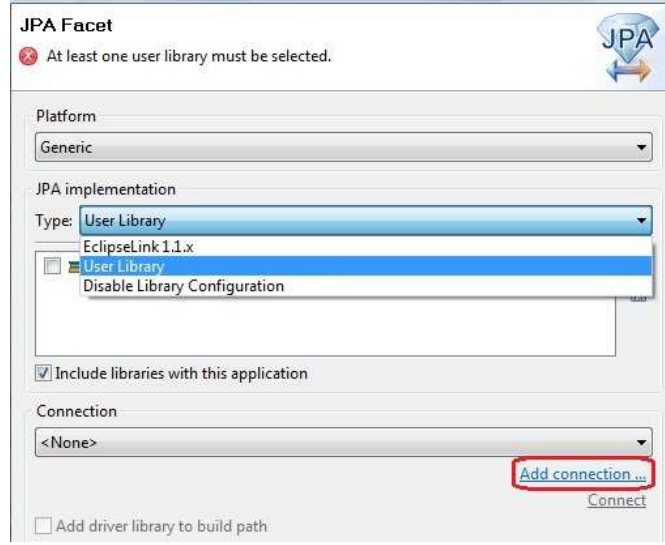 JPA Facet
At least one user library must be selected.
JPA
Platform
Generic
JPA implementation
Type: User Library
EclipseLink 1.1.x
User Library
Disable Library Configuration
Include libraries with this application
Connection
<None>
Add connection ...
Connect
Add driver library to build path